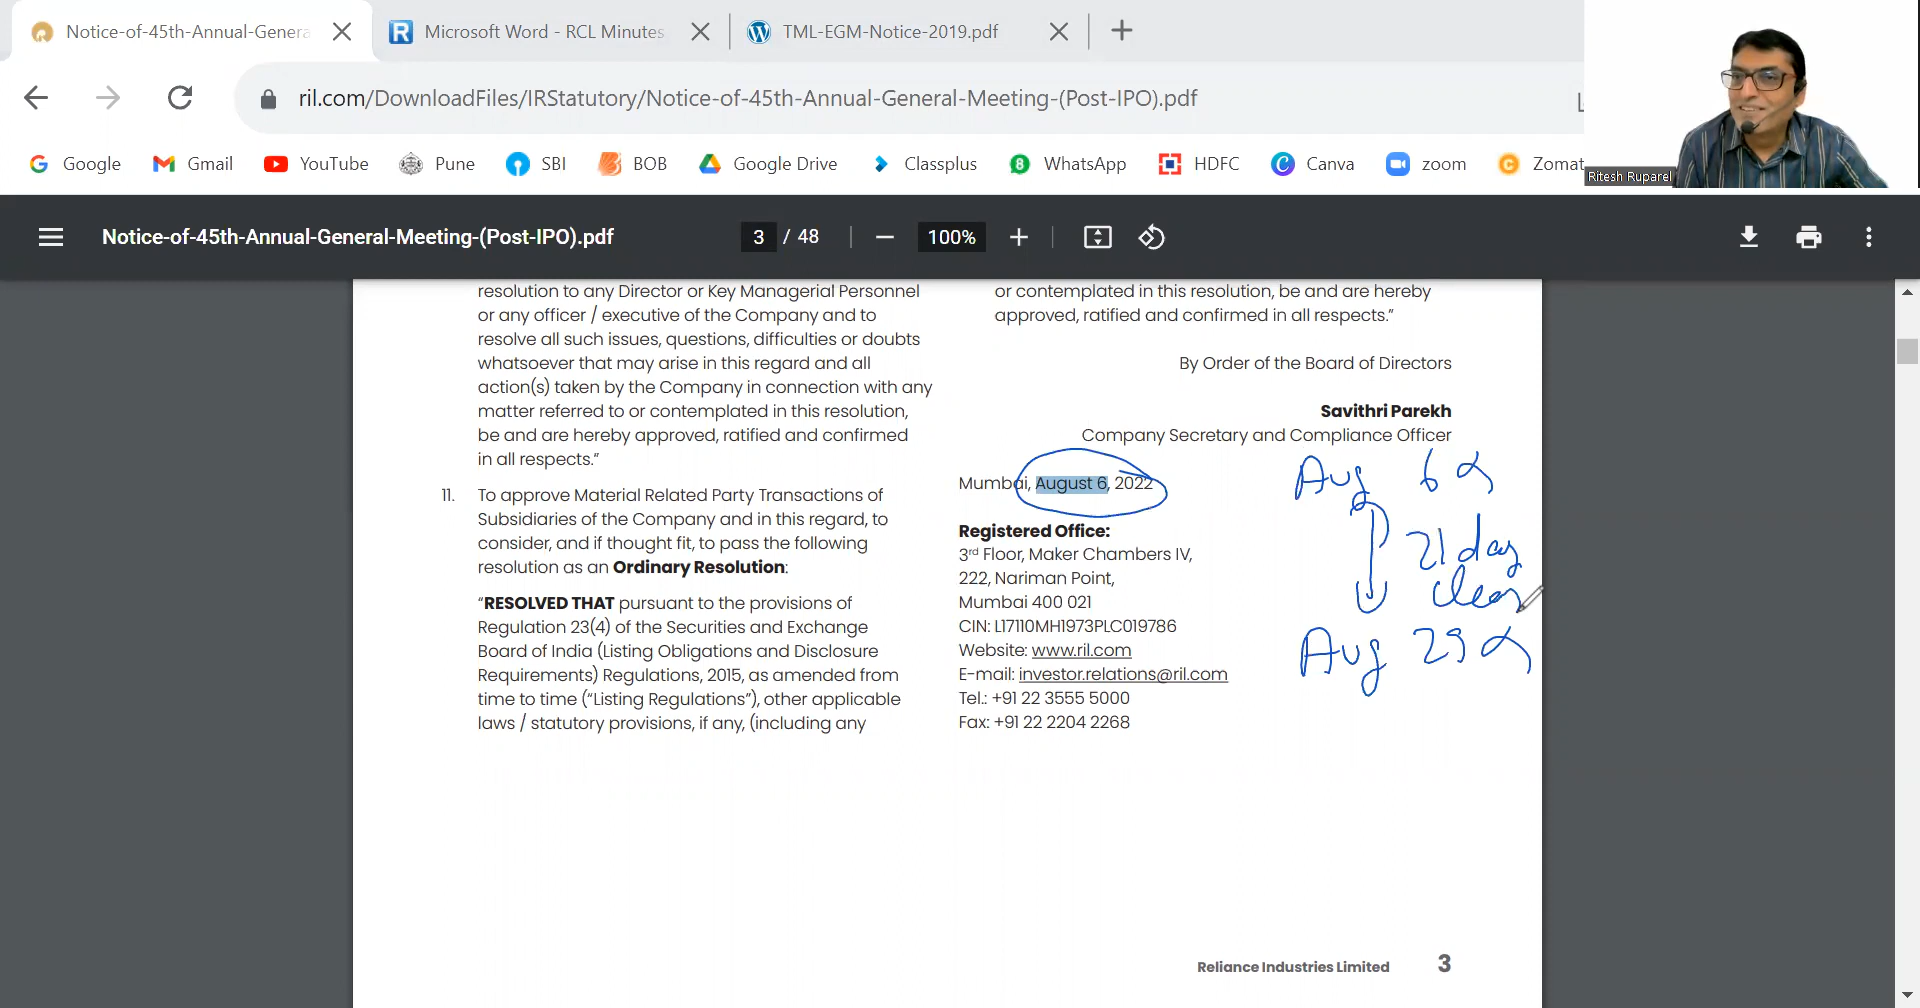 Notice-of-45th-Annual-Genera
Microsoft Word - RCL Minutes
TML-EGM-Notice-2019.pdf
ril.com/DownloadFiles/IRStatutory/Notice-of-45th-Annual-General-Meeting-(Post-IPO).pdf
Google Gmail YouTube Pune SBI BOB Google Drive Classplus WhatsApp HDFC Canva zoom Zomat
Ritesh Ruparel
Notice-of-45th-Annual-General-Meeting-(Post-IPO).pdf
3 / 48
100%
resolution to any Director or Key Managerial Personnel
or any officer / executive of the Company and to
resolve all such issues, questions, difficulties or doubts
whatsoever that may arise in this regard and all
action(s) taken by the Company in connection with any
matter referred to or contemplated in this resolution,
be and are hereby approved, ratified and confirmed
in all respects.”
11. To approve Material Related Party Transactions of
Subsidiaries of the Company and in this regard, to
consider, and if thought fit, to pass the following
resolution as an Ordinary Resolution:
“RESOLVED THAT pursuant to the provisions of
Regulation 23(4) of the Securities and Exchange
Board of India (Listing Obligations and Disclosure
Requirements) Regulations, 2015, as amended from
time to time (“Listing Regulations”), other applicable
laws / statutory provisions, if any, (including any
or contemplated in this resolution, be and are hereby
approved, ratified and confirmed in all respects.”
By Order of the Board of Directors
Savithri Parekh
Company Secretary and Compliance Officer
Mumbai, August 6, 2022
Registered Office:
3rd Floor, Maker Chambers IV,
222, Nariman Point,
Mumbai 400 021
CIN: L17110MH1973PLC019786
Website: www.ril.com
E-mail: investor.relations@ril.com
Tel.: +91 22 3555 5000
Fax: +91 22 2204 2268
Aug 6
21 day
clear
Aug 29
Reliance Industries Limited 3